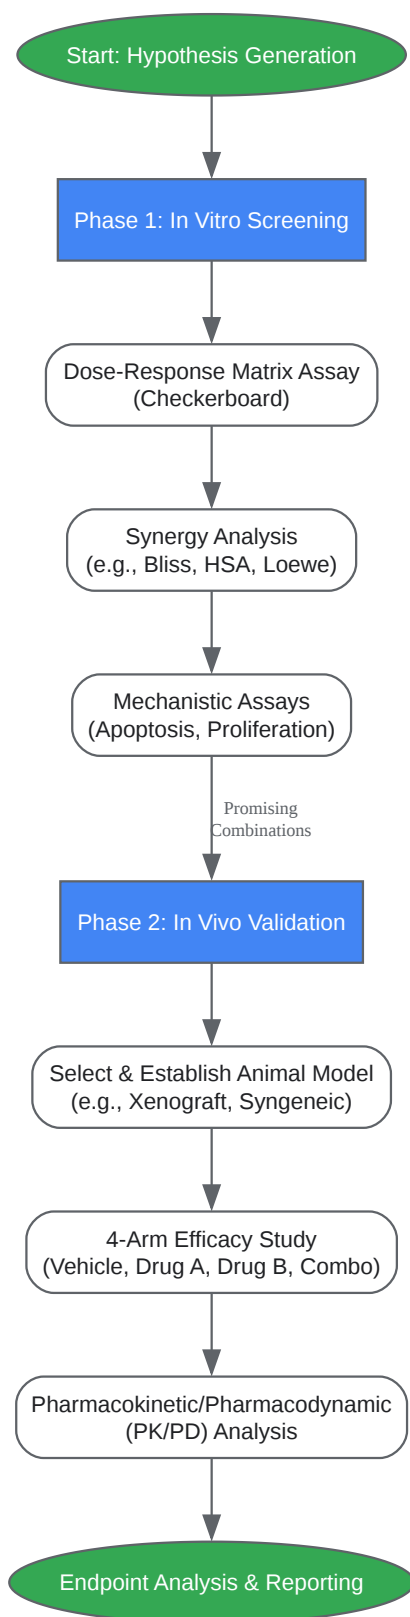 Start: Hypothesis Generation
Phase 1: In Vitro Screening
Dose-Response Matrix Assay
(Checkerboard)
Synergy Analysis
(e.g., Bliss, HSA, Loewe)
Mechanistic Assays
(Apoptosis, Proliferation)
Promising
Combinations
Phase 2: In Vivo Validation
Select & Establish Animal Model
(e.g., Xenograft, Syngeneic)
4-Arm Efficacy Study
(Vehicle, Drug A, Drug B, Combo)
Pharmacokinetic/Pharmacodynamic
(PK/PD) Analysis
Endpoint Analysis & Reporting